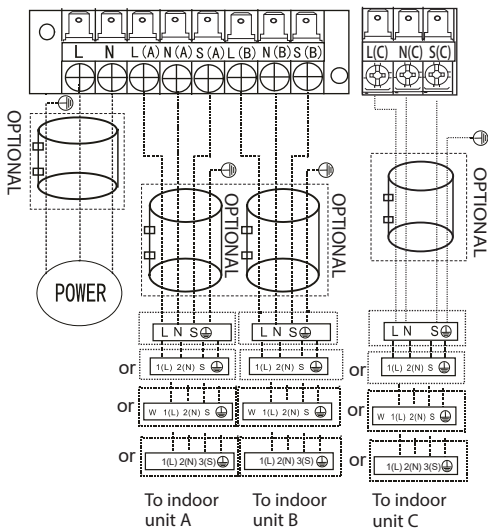 L N L(A) N(A) S(A) L(B) N(B) S(B)
L(C) N(C) S(C)
OPTIONAL
OPTIONAL
OPTIONAL
OPTIONAL
POWER
L N S
L N S
L N S
or
1(L) 2(N) S
1(L) 2(N) S
or
1(L) 2(N) S
or
W 1(L) 2(N) S
W 1(L) 2(N) S
or
W 1(L) 2(N) S
or
1(L) 2(N) 3(S)
1(L) 2(N) 3(S)
or
1(L) 2(N) 3(S)
To indoor
unit A
To indoor
unit B
To indoor
unit C